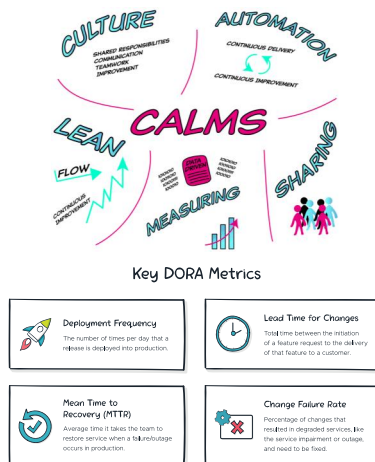 CULTURE
SHARED RESPONSIBILITIES
COMMUNICATION
TEAMWORK
IMPROVEMENT
AUTOMATION
CONTINUOUS DELIVERY
CONTINUOUS IMPROVEMENT
CALMS
LEAN
FLOW
CONTINUOUS
IMPROVEMENT
DATA
DRIVEN
MEASURING
SHARING
Key DORA Metrics
Deployment Frequency
The number of times per day that a
release is deployed into production.
Lead Time for Changes
Total time between the initiation
of a feature request to the delivery
of that feature to a customer.
Mean Time to
Recovery (MTTR)
Average time it takes the team to
restore service when a failure/outage
occurs in production.
Change Failure Rate
Percentage of changes that
resulted in degraded services, like
the service impairment or outage,
and need to be fixed.